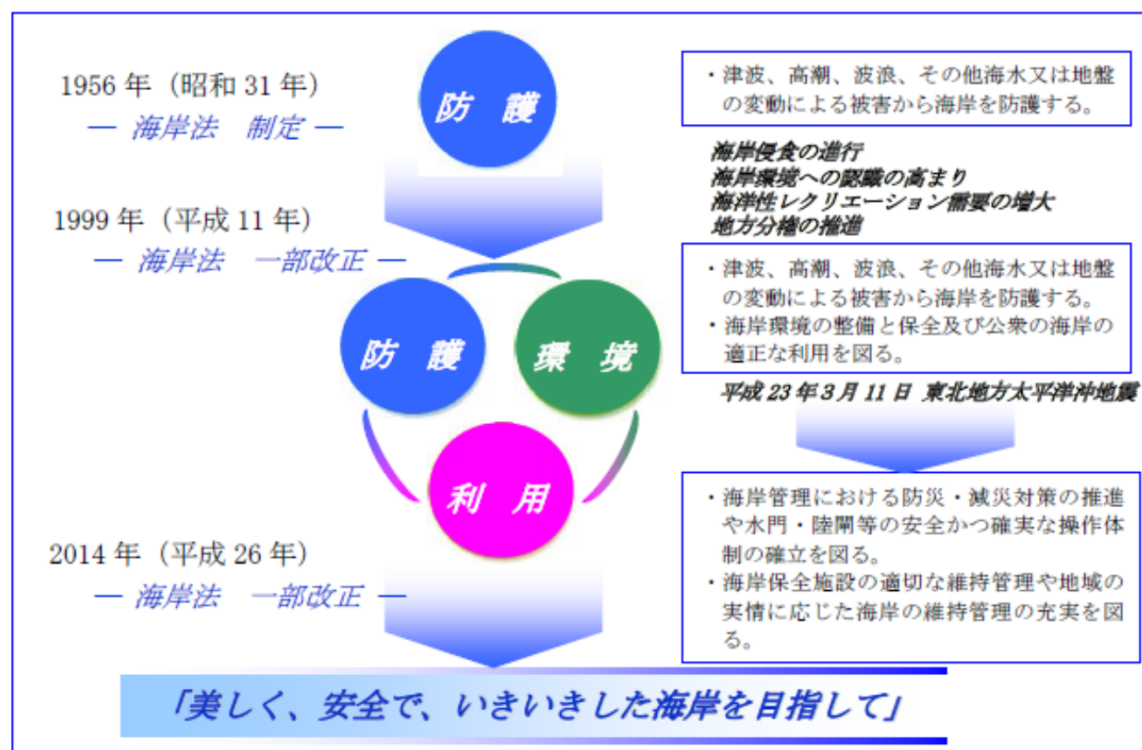 1956 年（昭和 31 年）
― 海岸法　制定 ―
防　護
・津波、高潮、波浪、その他海水又は地盤
の変動による被害から海岸を防護する。
海岸侵食の進行
海岸環境への認識の高まり
海洋性レクリエーション需要の増大
地方分権の推進
1999 年（平成 11 年）
― 海岸法　一部改正 ―
防　護
環　境
利　用
・津波、高潮、波浪、その他海水又は地盤
の変動による被害から海岸を防護する。
・海岸環境の整備と保全及び公衆の海岸の
適正な利用を図る。
平成 23 年 3 月 11 日 東北地方太平洋沖地震
2014 年（平成 26 年）
― 海岸法　一部改正 ―
・海岸管理における防災・減災対策の推進
や水門・陸閘等の安全かつ確実な操作体
制の確立を図る。
・海岸保全施設の適切な維持管理や地域の
実情に応じた海岸の維持管理の充実を図
る。
「美しく、安全で、いきいきした海岸を目指して」